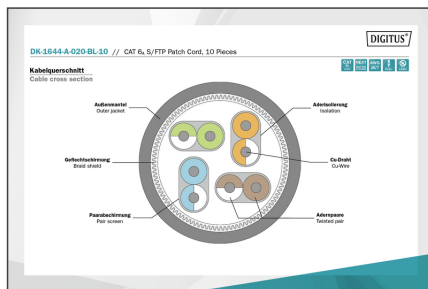 DIGITUS®
DK-1644-A-020-BL-10 // CAT 6A S/FTP Patch Cord, 10 Pieces
Kabelquerschnitt
Cable cross section
Außenmantel
Outer jacket
Aderisolierung
Isolation
Geflechtschirmung
Braid shield
Cu-Draht
Cu-Wire
Paarabschirmung
Pair screen
Adernpaare
Twisted pair